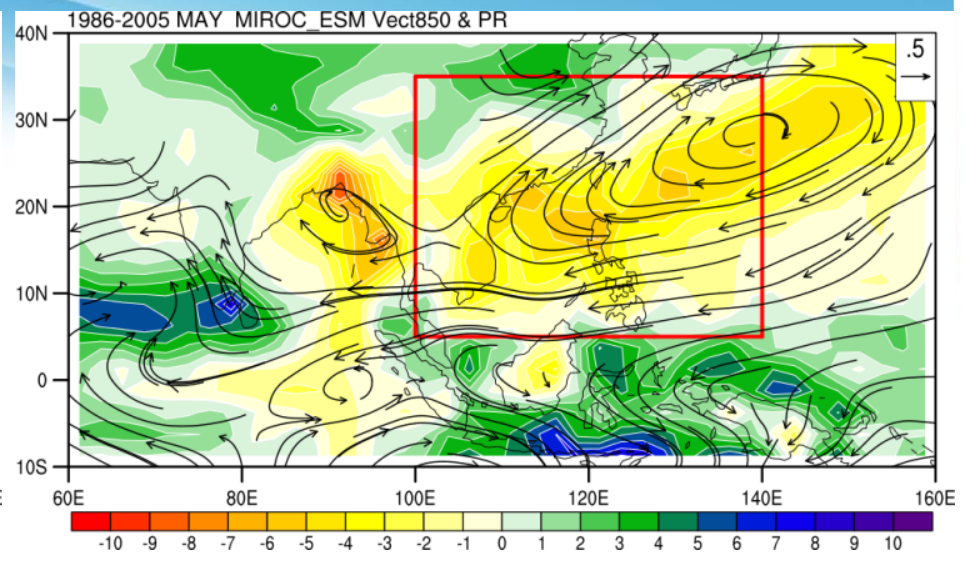 1986-2005 MAY MIROC_ESM Vect850 & PR
.5
40N
30N
20N
10N
0
10S
60E 80E 100E 120E 140E 160E
-10 -9 -8 -7 -6 -5 -4 -3 -2 -1 0 1 2 3 4 5 6 7 8 9 10